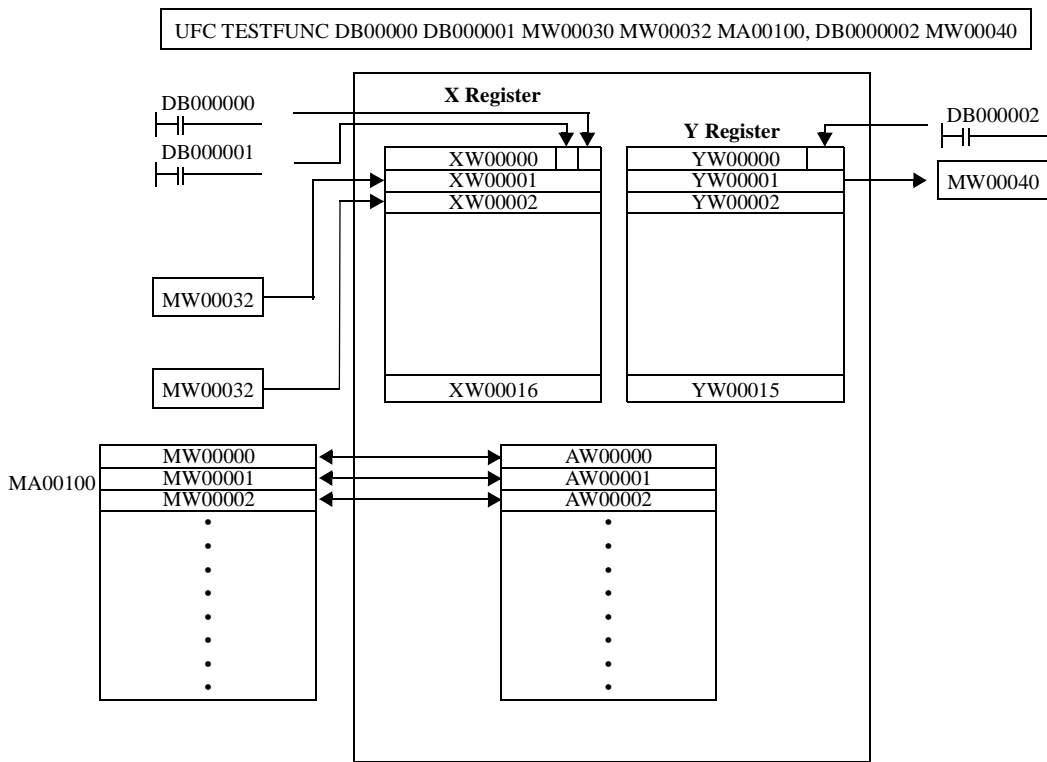 UFC TESTFUNC DB00000 DB000001 MW00030 MW00032 MA00100, DB0000002 MW00040
X Register
DB000000
DB000001
Y Register
DB000002
XW00000
YW00000
XW00001
YW00001
MW00040
XW00002
YW00002
MW00032
MW00032
XW00016
YW00015
MW00000
AW00000
MA00100
MW00001
AW00001
MW00002
AW00002